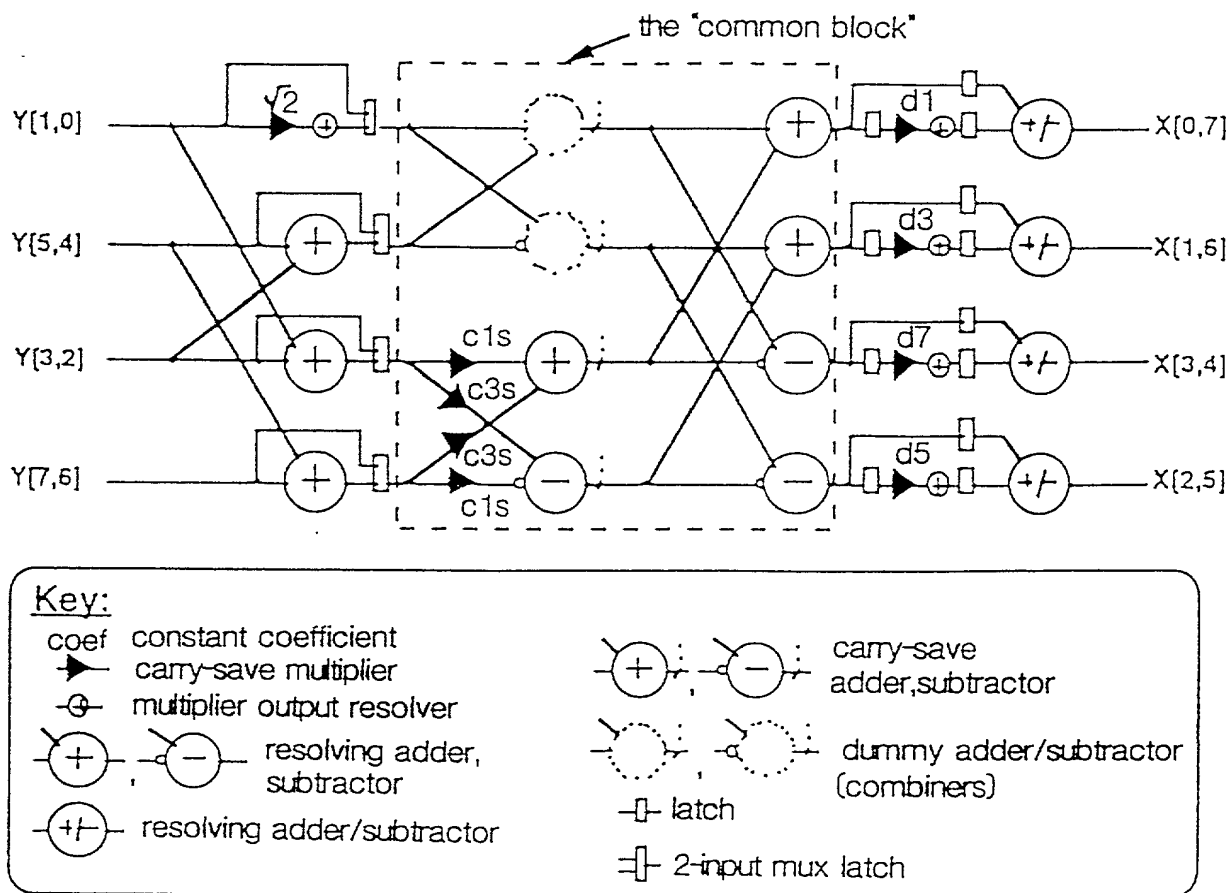 the "common block"
√2
d1
Y[1,0]
X[0,7]
d3
Y{5,4]
X[1,6]
c1s
d7
Y[3,2]
X[3,4]
c3s
c3s
d5
Y[7,6]
X[2,5]
c1s
Key:
coef constant coefficient
carry-save multiplier
multiplier output resolver
resolving adder,
subtractor
resolving adder/subtractor
carry-save
adder,subtractor
dummy adder/subtractor
(combiners)
latch
2-input mux latch